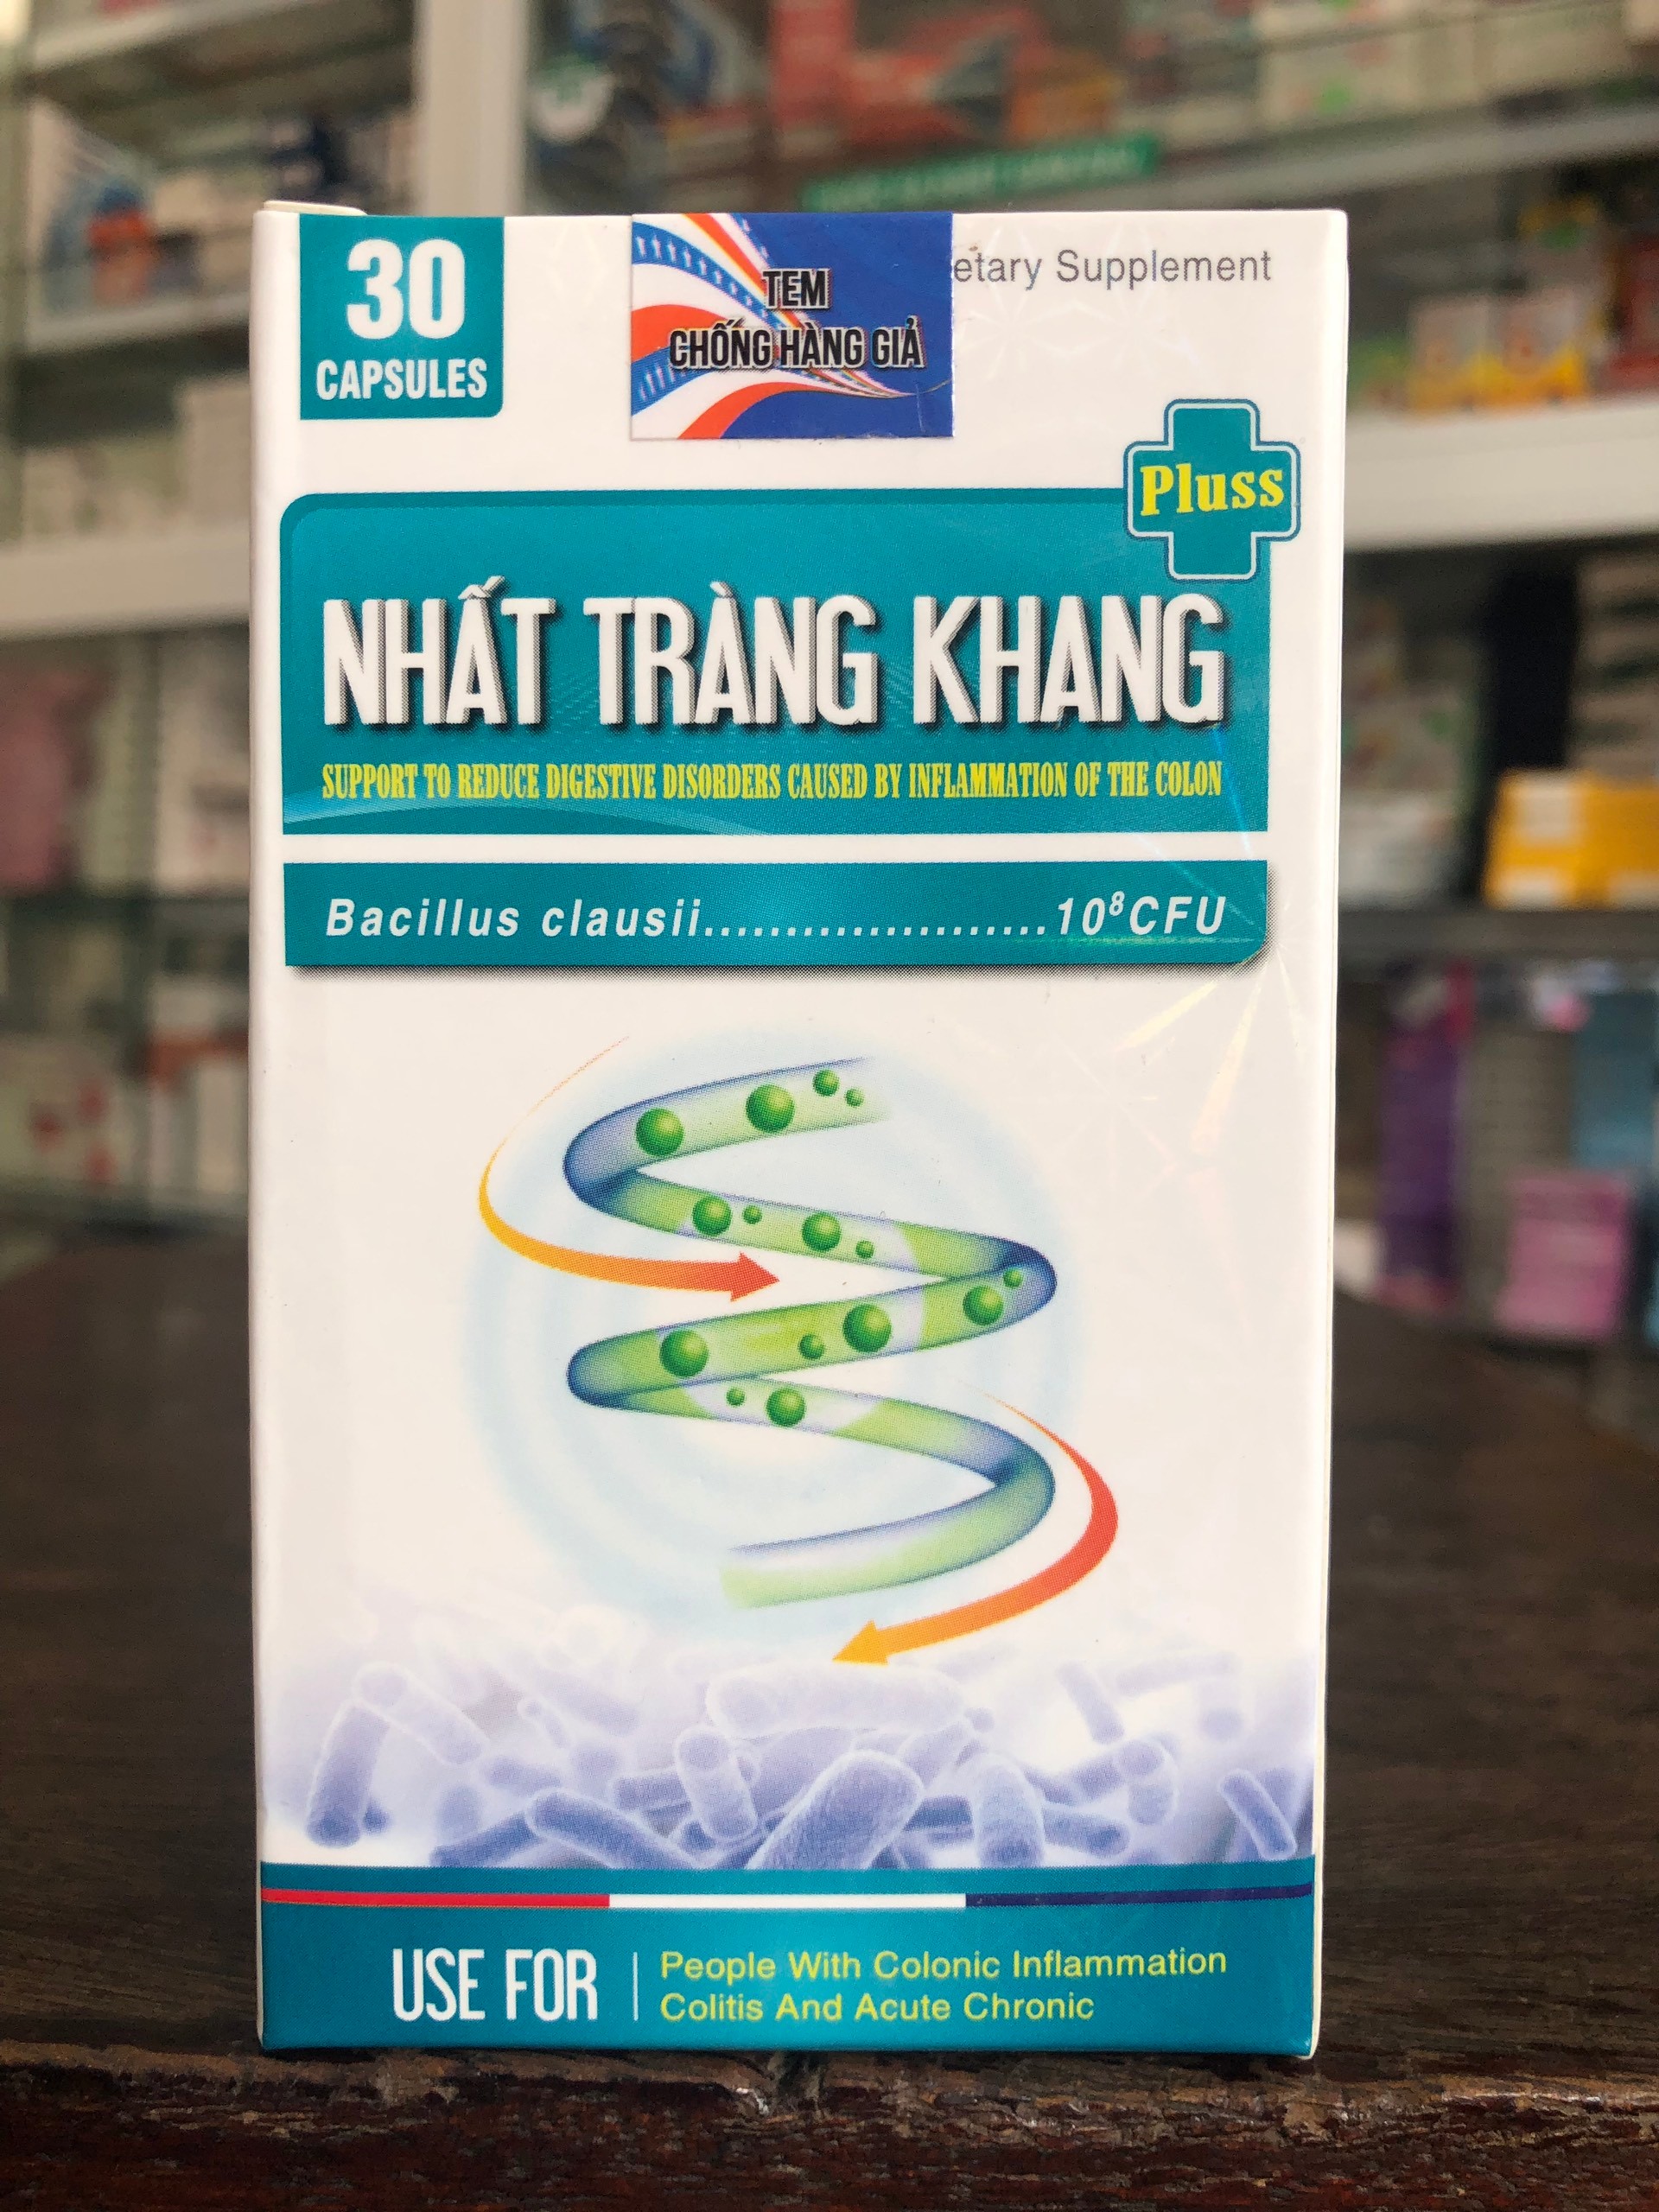 30
CAPSULES
TEM
CHỐNG HÀNG GIẢ
etary Supplement
Pluss
NHẤT TRÀNG KHANG
SUPPORT TO REDUCE DIGESTIVE DISORDERS CAUSED BY INFLAMMATION OF THE COLON
Bacillus clausii.....................10⁸CFU
USE FOR
People With Colonic Inflammation
Colitis And Acute Chronic